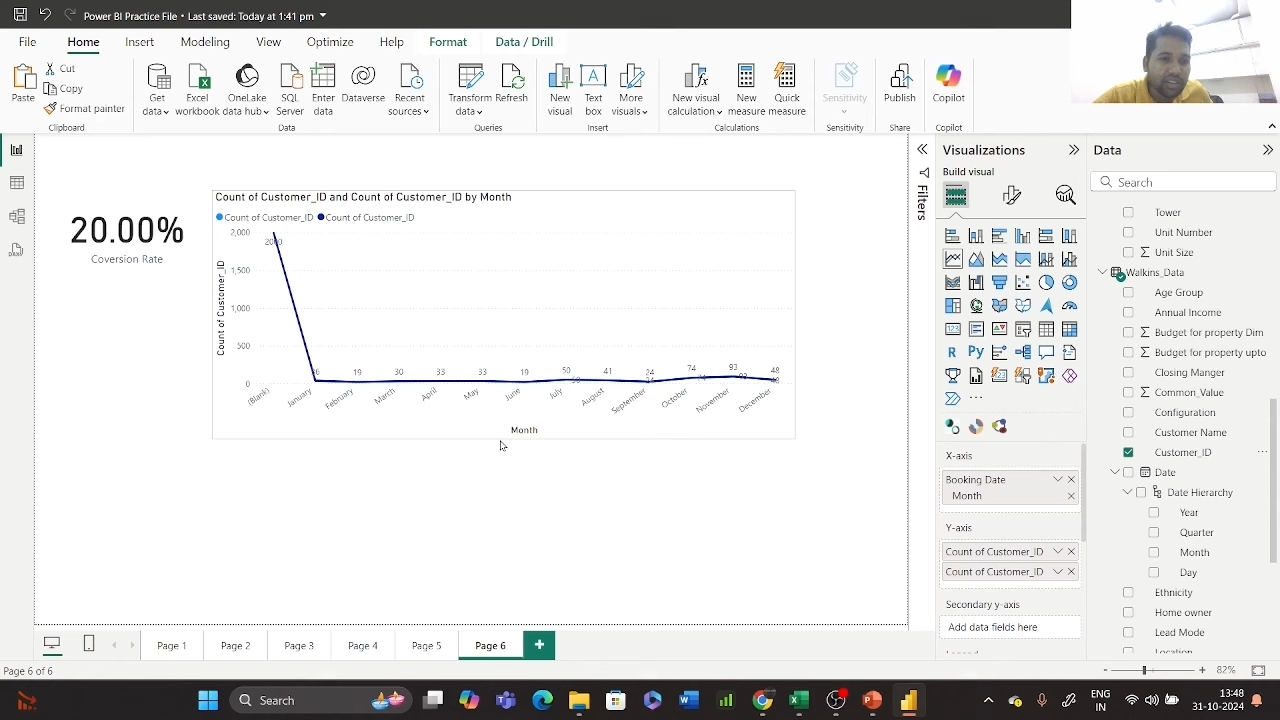 Power BI Practice File • Last saved: Today at 1:41 pm
File Home Insert Modeling View Optimize Help Format Data / Drill
Paste
Cut
Copy
Format painter
Clipboard
Get data
Excel workbook
OneLake data hub
SQL Server
Enter data
Dataverse
Recent sources
Data
Transform data
Refresh
Queries
New visual
Text box
More visuals
Insert
New visual calculation
New measure
Quick measure
Calculations
Sensitivity
Sensitivity
Publish
Share
Copilot
Copilot
20.00%
Coversion Rate
Count of Customer_ID and Count of Customer_ID by Month
Count of Customer_ID Count of Customer_ID
Count of Customer_ID
2,000
1,500
1,000
500
0
2000
19 30 33 33 19 50 41 24 74 93 48
(Blank) January February March April May June July August September October November December
Month
Filters
Visualizations
Build visual
X-axis
Booking Date
Month
Y-axis
Count of Customer_ID
Count of Customer_ID
Secondary y-axis
Add data fields here
Data
Search
Tower
Unit Number
Unit Size
Walkins_Data
Age Group
Annual Income
Budget for property Dim
Budget for property upto
Closing Manger
Common_Value
Configuration
Customer Name
Customer_ID
Date
Date Hierarchy
Year
Quarter
Month
Day
Ethnicity
Home owner
Lead Mode
Page 1 Page 2 Page 3 Page 4 Page 5 Page 6
Page 6 of 6
82%
Search
ENG
IN
13:48
31-10-2024